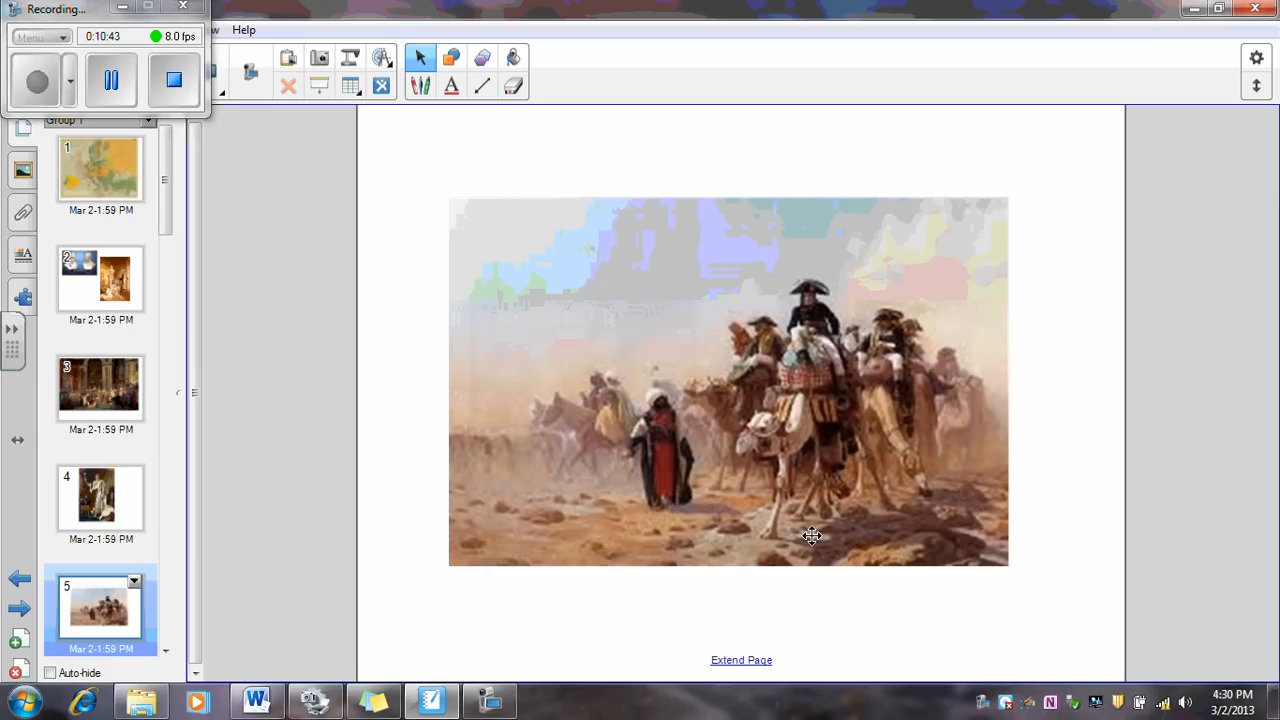 Recording...
Menu
0:10:43
8.0 fps
w
Help
Group 1
1
Mar 2-1:59 PM
2
Mar 2-1:59 PM
3
Mar 2-1:59 PM
4
Mar 2-1:59 PM
5
Mar 2-1:59 PM
Auto-hide
Extend Page
4:30 PM
3/2/2013